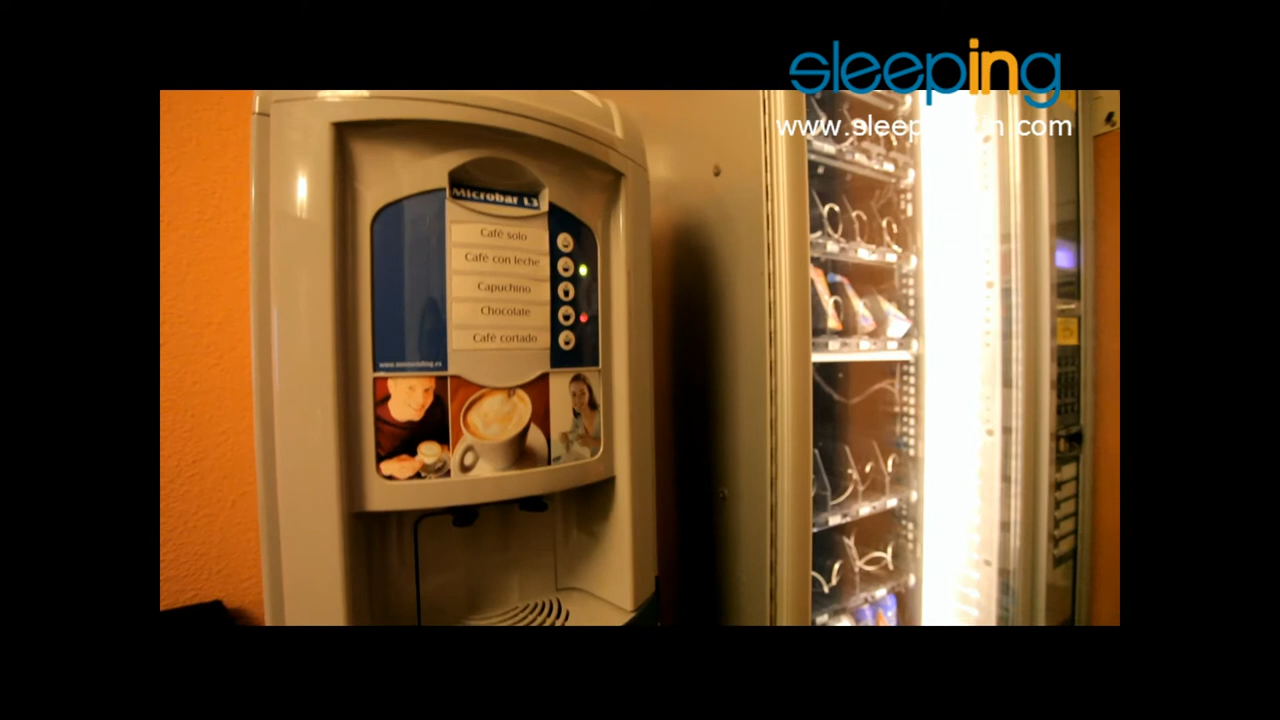 sleeping
Microbar L3
Café solo
Café con leche
Capuchino
Chocolate
Café cortado